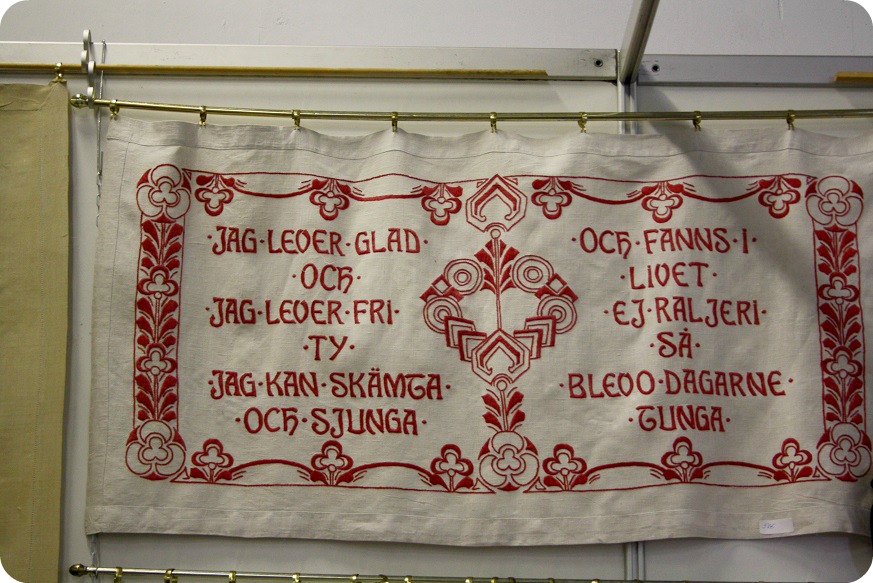 ·JAG·LEVER·GLAD·
·OCH·
·JAG·LEVER·FRI·
·TY·
·JAG·KAN·SKÄMTA·
·OCH·SJUNGA·
·OCH·FANNS·I·
·LIVET·
·EJ·RALJERI·
·SÅ·
·BLEVO·DAGARNE·
·TUNGA·